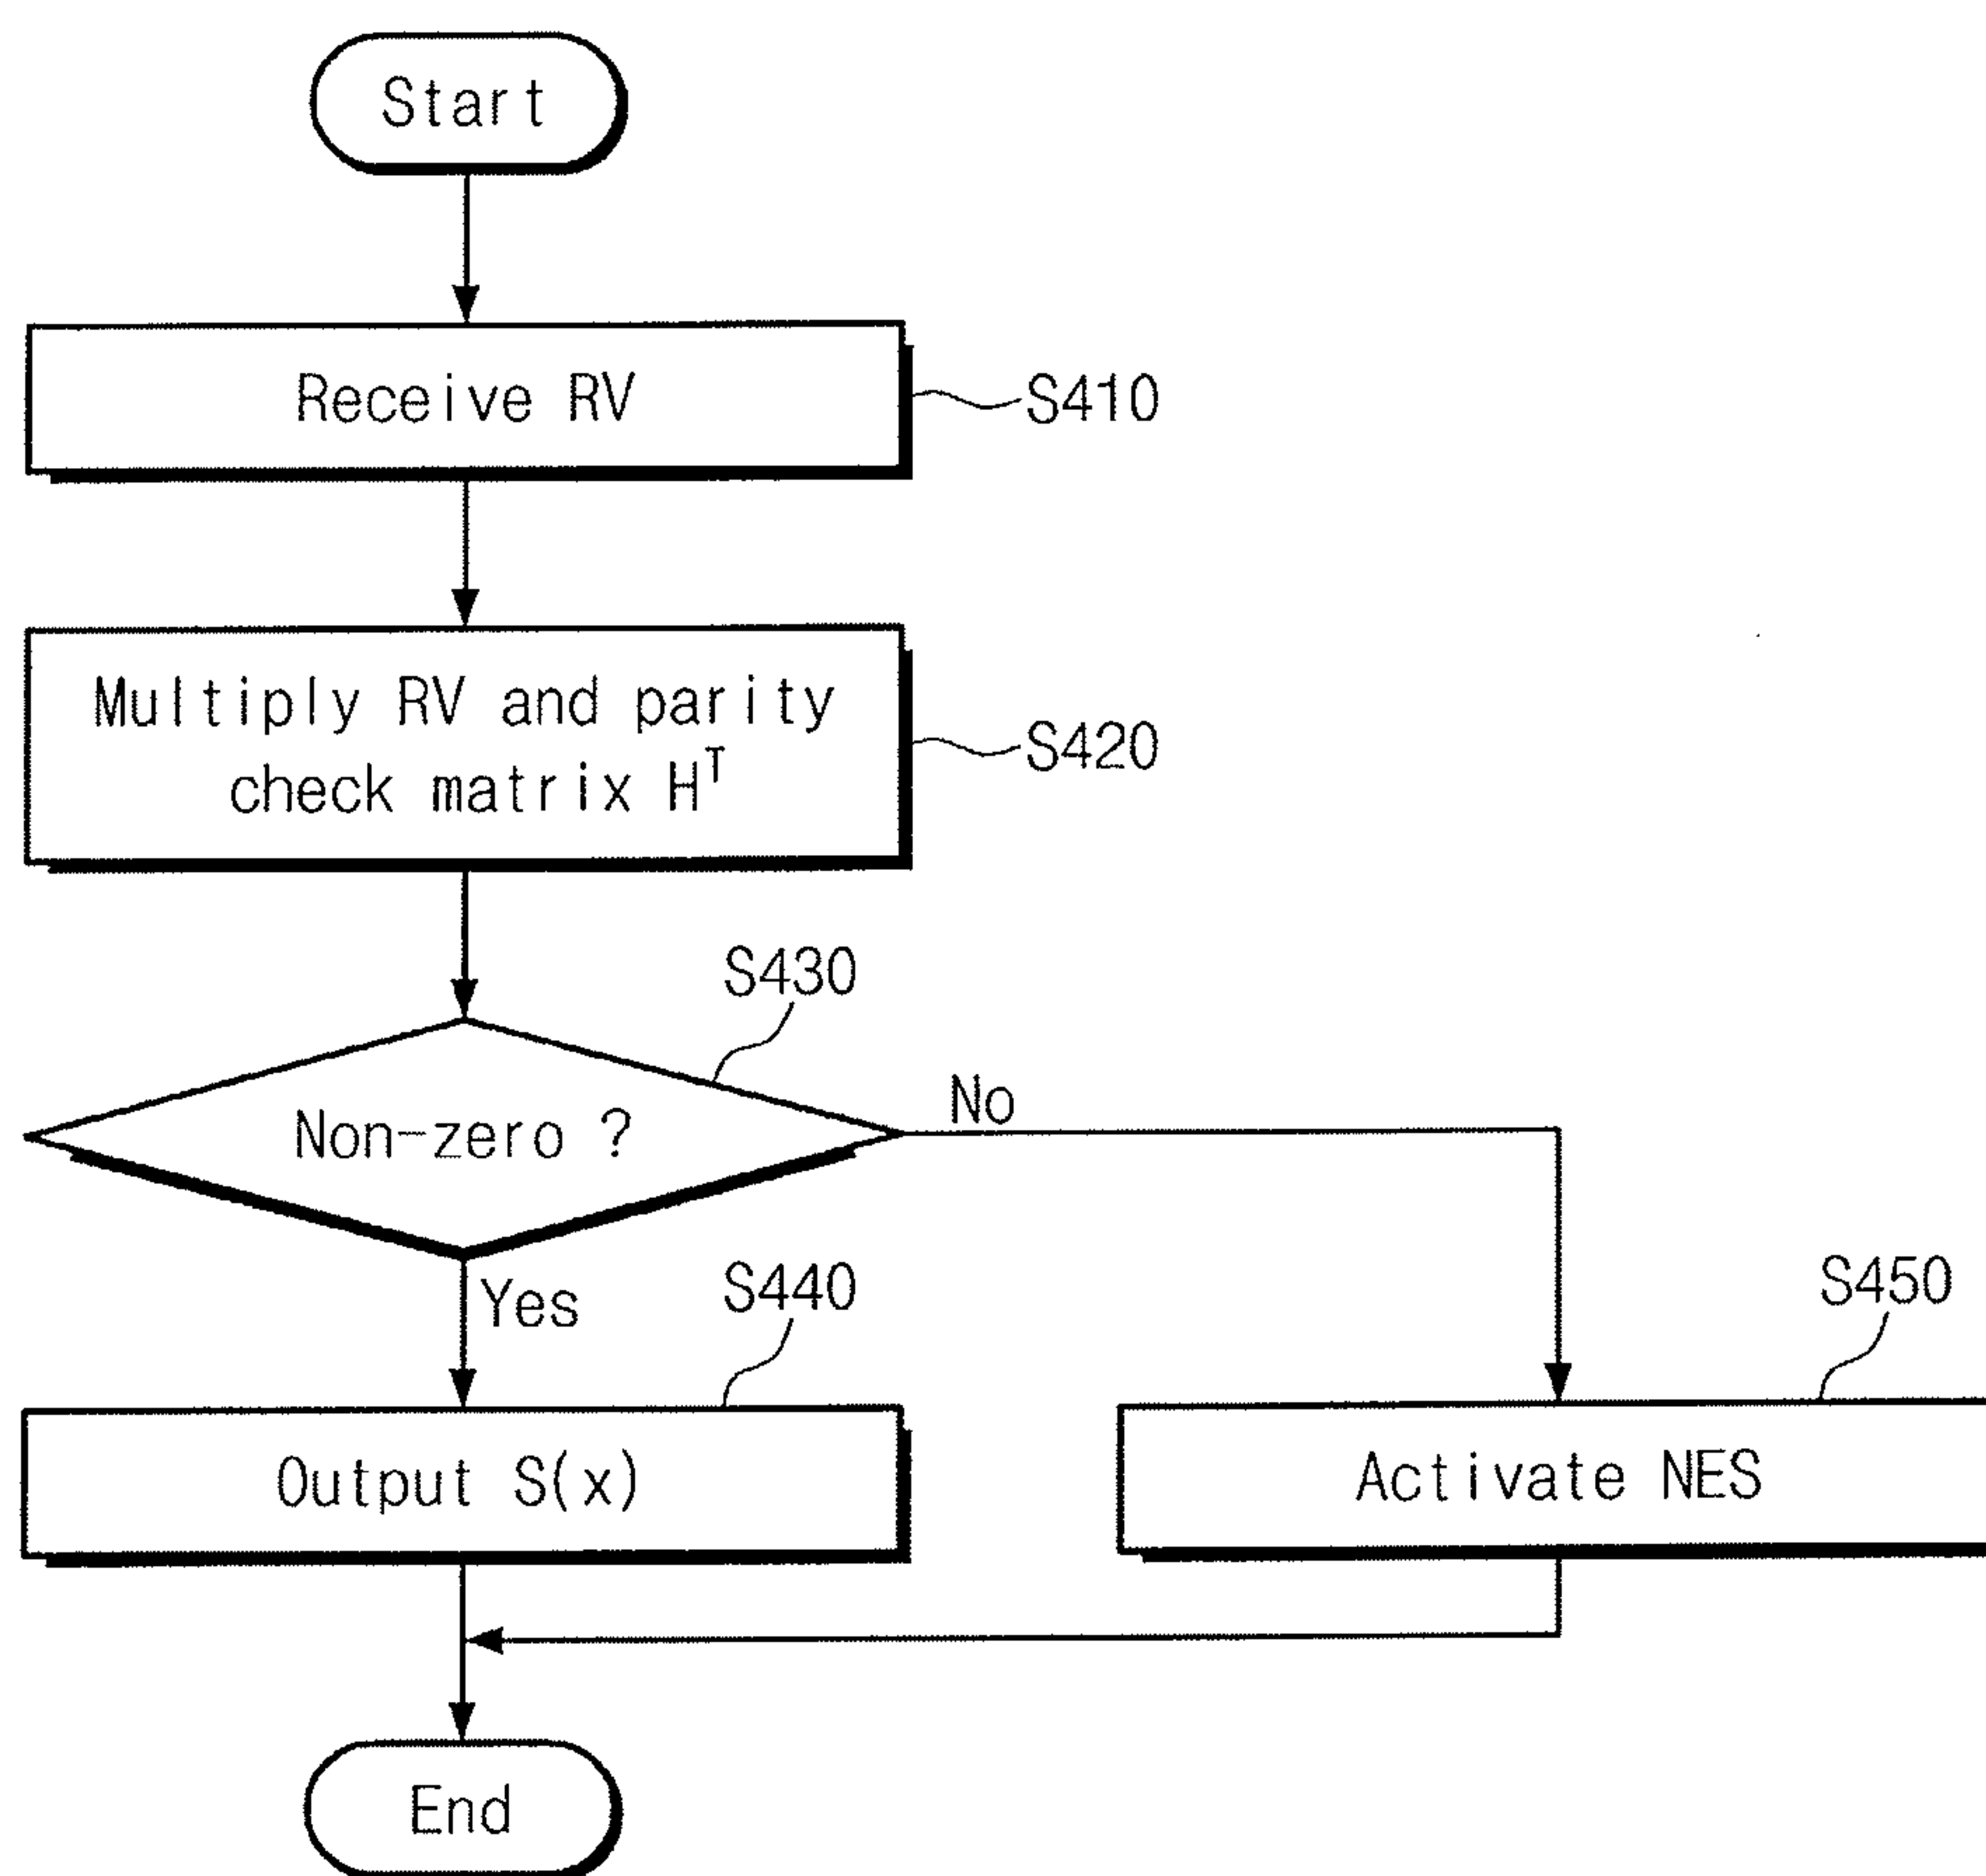 Start
Receive RV
S410
Multiply RV and parity
check matrix Hᵀ
S420
S430
Non-zero ?
No
Yes
S440
Output S(x)
S450
Activate NES
End